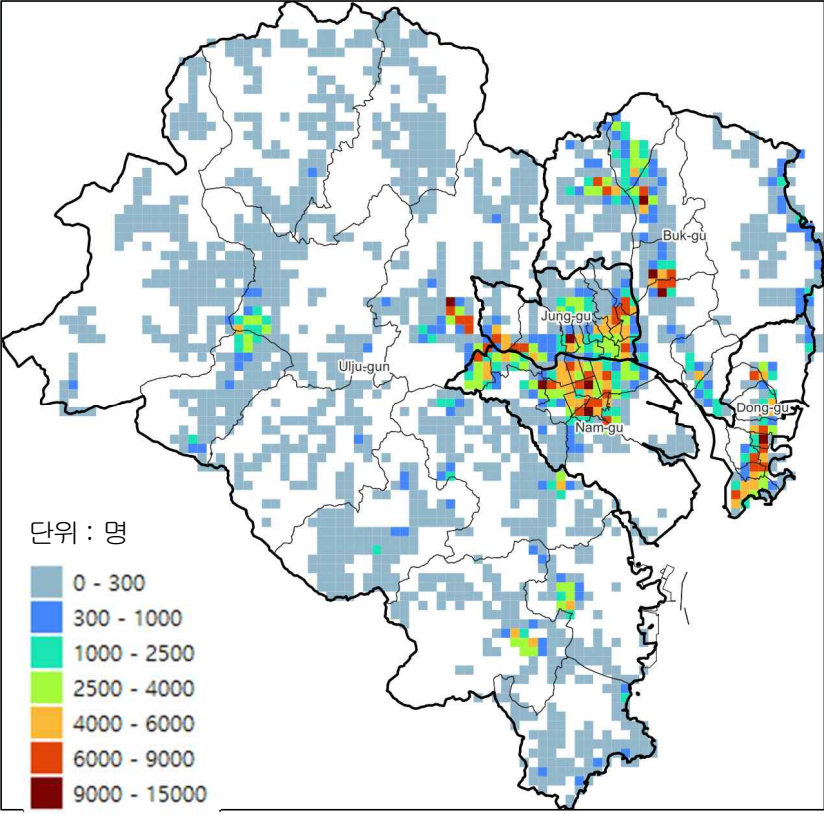 Buk-gu
Jung-gu
Ulju-gun
Dong-gu
Nam-gu
단위 : 명
0 - 300
300 - 1000
1000 - 2500
2500 - 4000
4000 - 6000
6000 - 9000
9000 - 15000